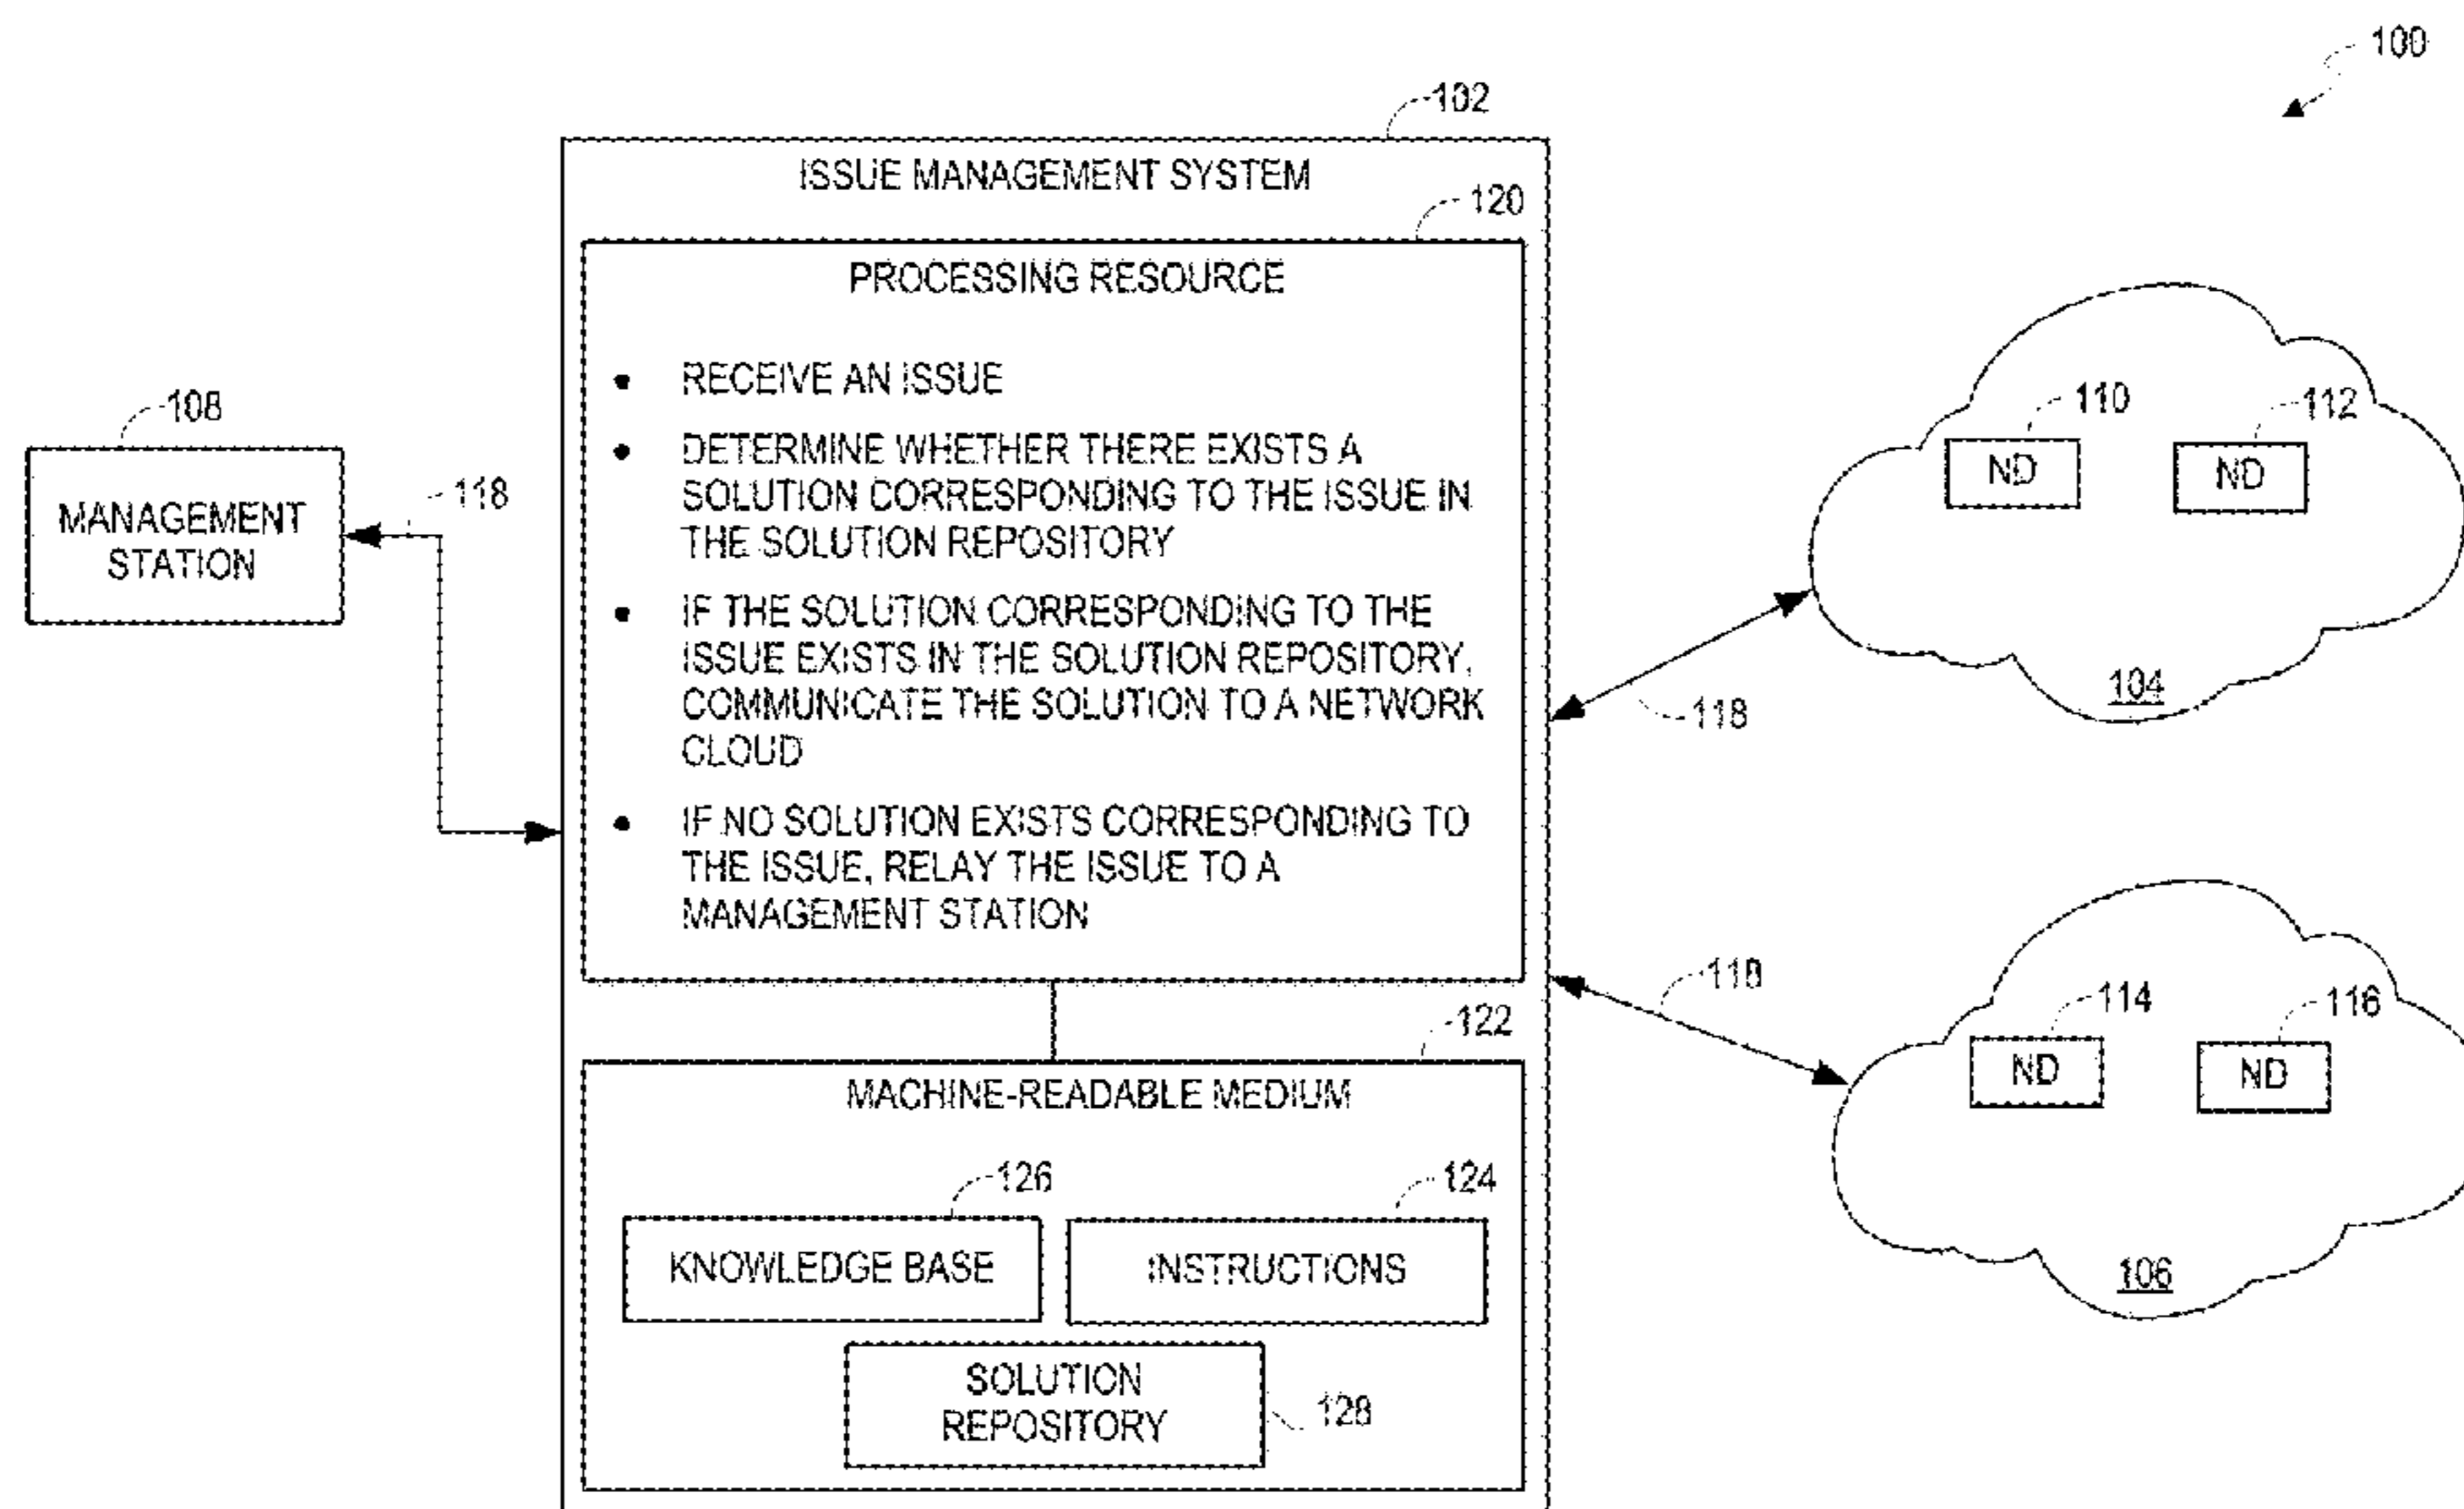 100
102
ISSUE MANAGEMENT SYSTEM
120
PROCESSING RESOURCE
• RECEIVE AN ISSUE
• DETERMINE WHETHER THERE EXISTS A
SOLUTION CORRESPONDING TO THE ISSUE IN
THE SOLUTION REPOSITORY
• IF THE SOLUTION CORRESPONDING TO THE
ISSUE EXISTS IN THE SOLUTION REPOSITORY,
COMMUNICATE THE SOLUTION TO A NETWORK
CLOUD
• IF NO SOLUTION EXISTS CORRESPONDING TO
THE ISSUE, RELAY THE ISSUE TO A
MANAGEMENT STATION
108
MANAGEMENT
STATION
118
122
MACHINE-READABLE MEDIUM
126
KNOWLEDGE BASE
124
INSTRUCTIONS
SOLUTION
REPOSITORY
128
110
ND
112
ND
104
118
118
114
ND
116
ND
106